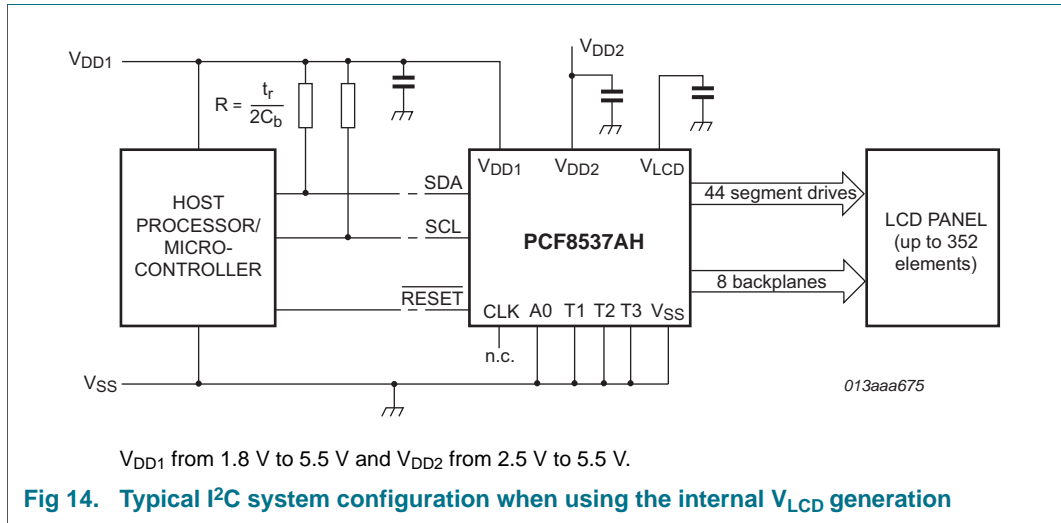 VDD1
VDD2
R = tr
2Cb
HOST
PROCESSOR/
MICRO-
CONTROLLER
SDA
SCL
RESET
VDD1 VDD2 VLCD
PCF8537AH
CLK A0 T1 T2 T3 VSS
n.c.
44 segment drives
8 backplanes
LCD PANEL
(up to 352
elements)
VSS
013aaa675
VDD1 from 1.8 V to 5.5 V and VDD2 from 2.5 V to 5.5 V.
Fig 14. Typical I2C system configuration when using the internal VLCD generation